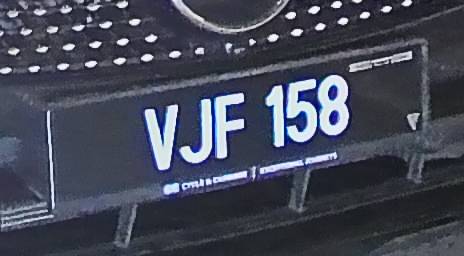 VJF 158
CYCLE & CARRIAGE | EXCEPTIONAL JOURNEYS